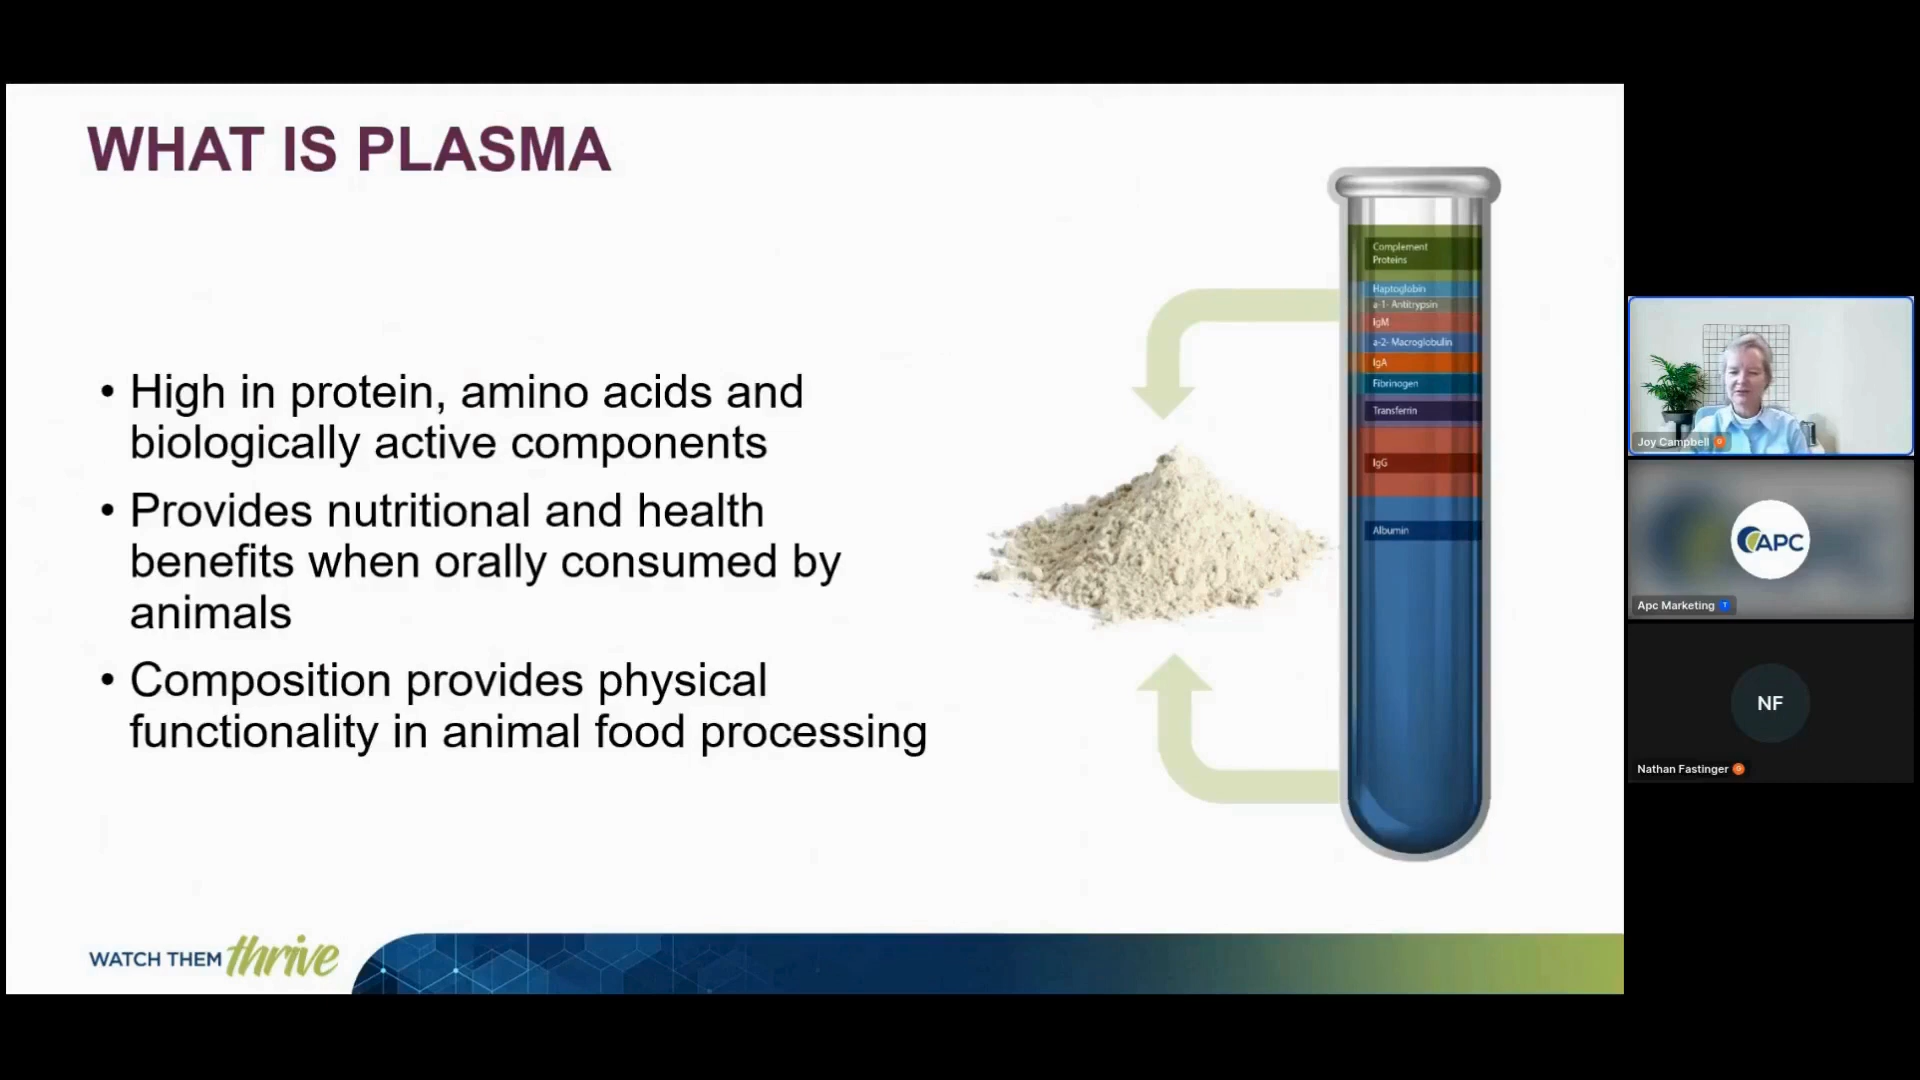 WHAT IS PLASMA
• High in protein, amino acids and
biologically active components
• Provides nutritional and health
benefits when orally consumed by
animals
• Composition provides physical
functionality in animal food processing
Complement
Proteins
Haptoglobin
a-1- Antitrypsin
IgM
a-2- Macroglobulin
IgA
Fibrinogen
Transferrin
IgG
Albumin
WATCH THEM thrive
Joy Campbell
APC
Apc Marketing
NF
Nathan Fastinger